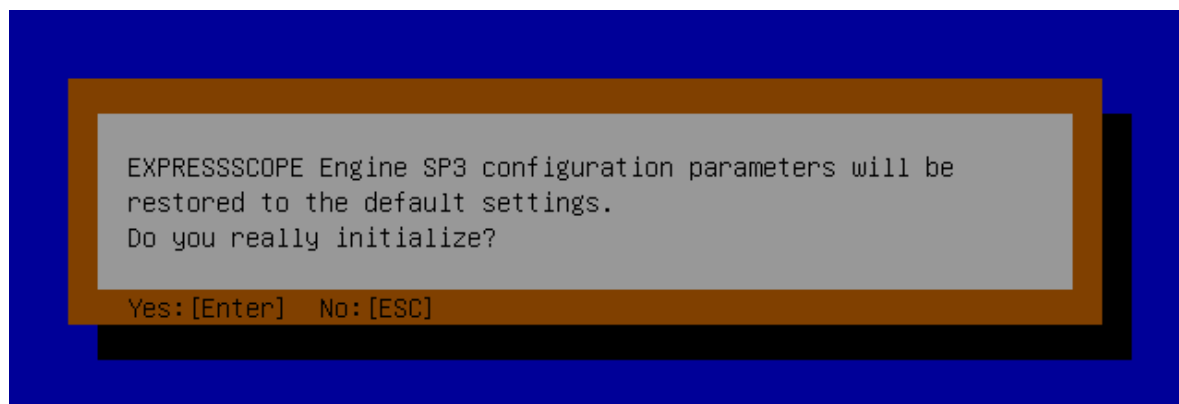 EXPRESSSCOPE Engine SP3 configuration parameters will be
restored to the default settings.
Do you really initialize?
Yes:[Enter]  No:[ESC]